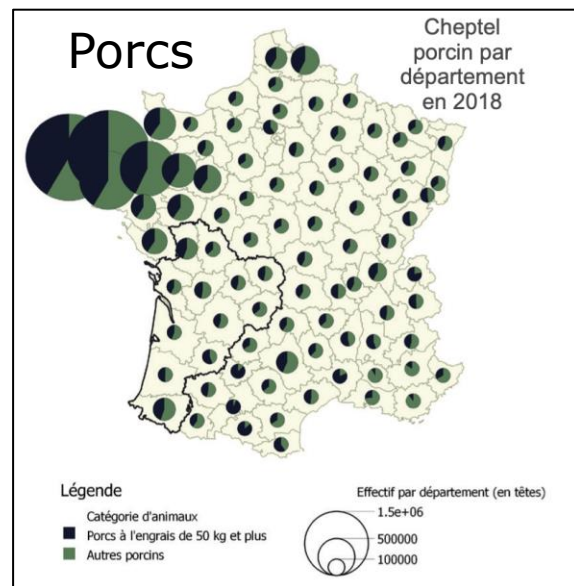 Porcs
Cheptel
porcin par
département
en 2018
Légende
Catégorie d'animaux
Porcs à l'engrais de 50 kg et plus
Autres porcins
Effectif par département (en têtes)
1.5e+06
500000
100000